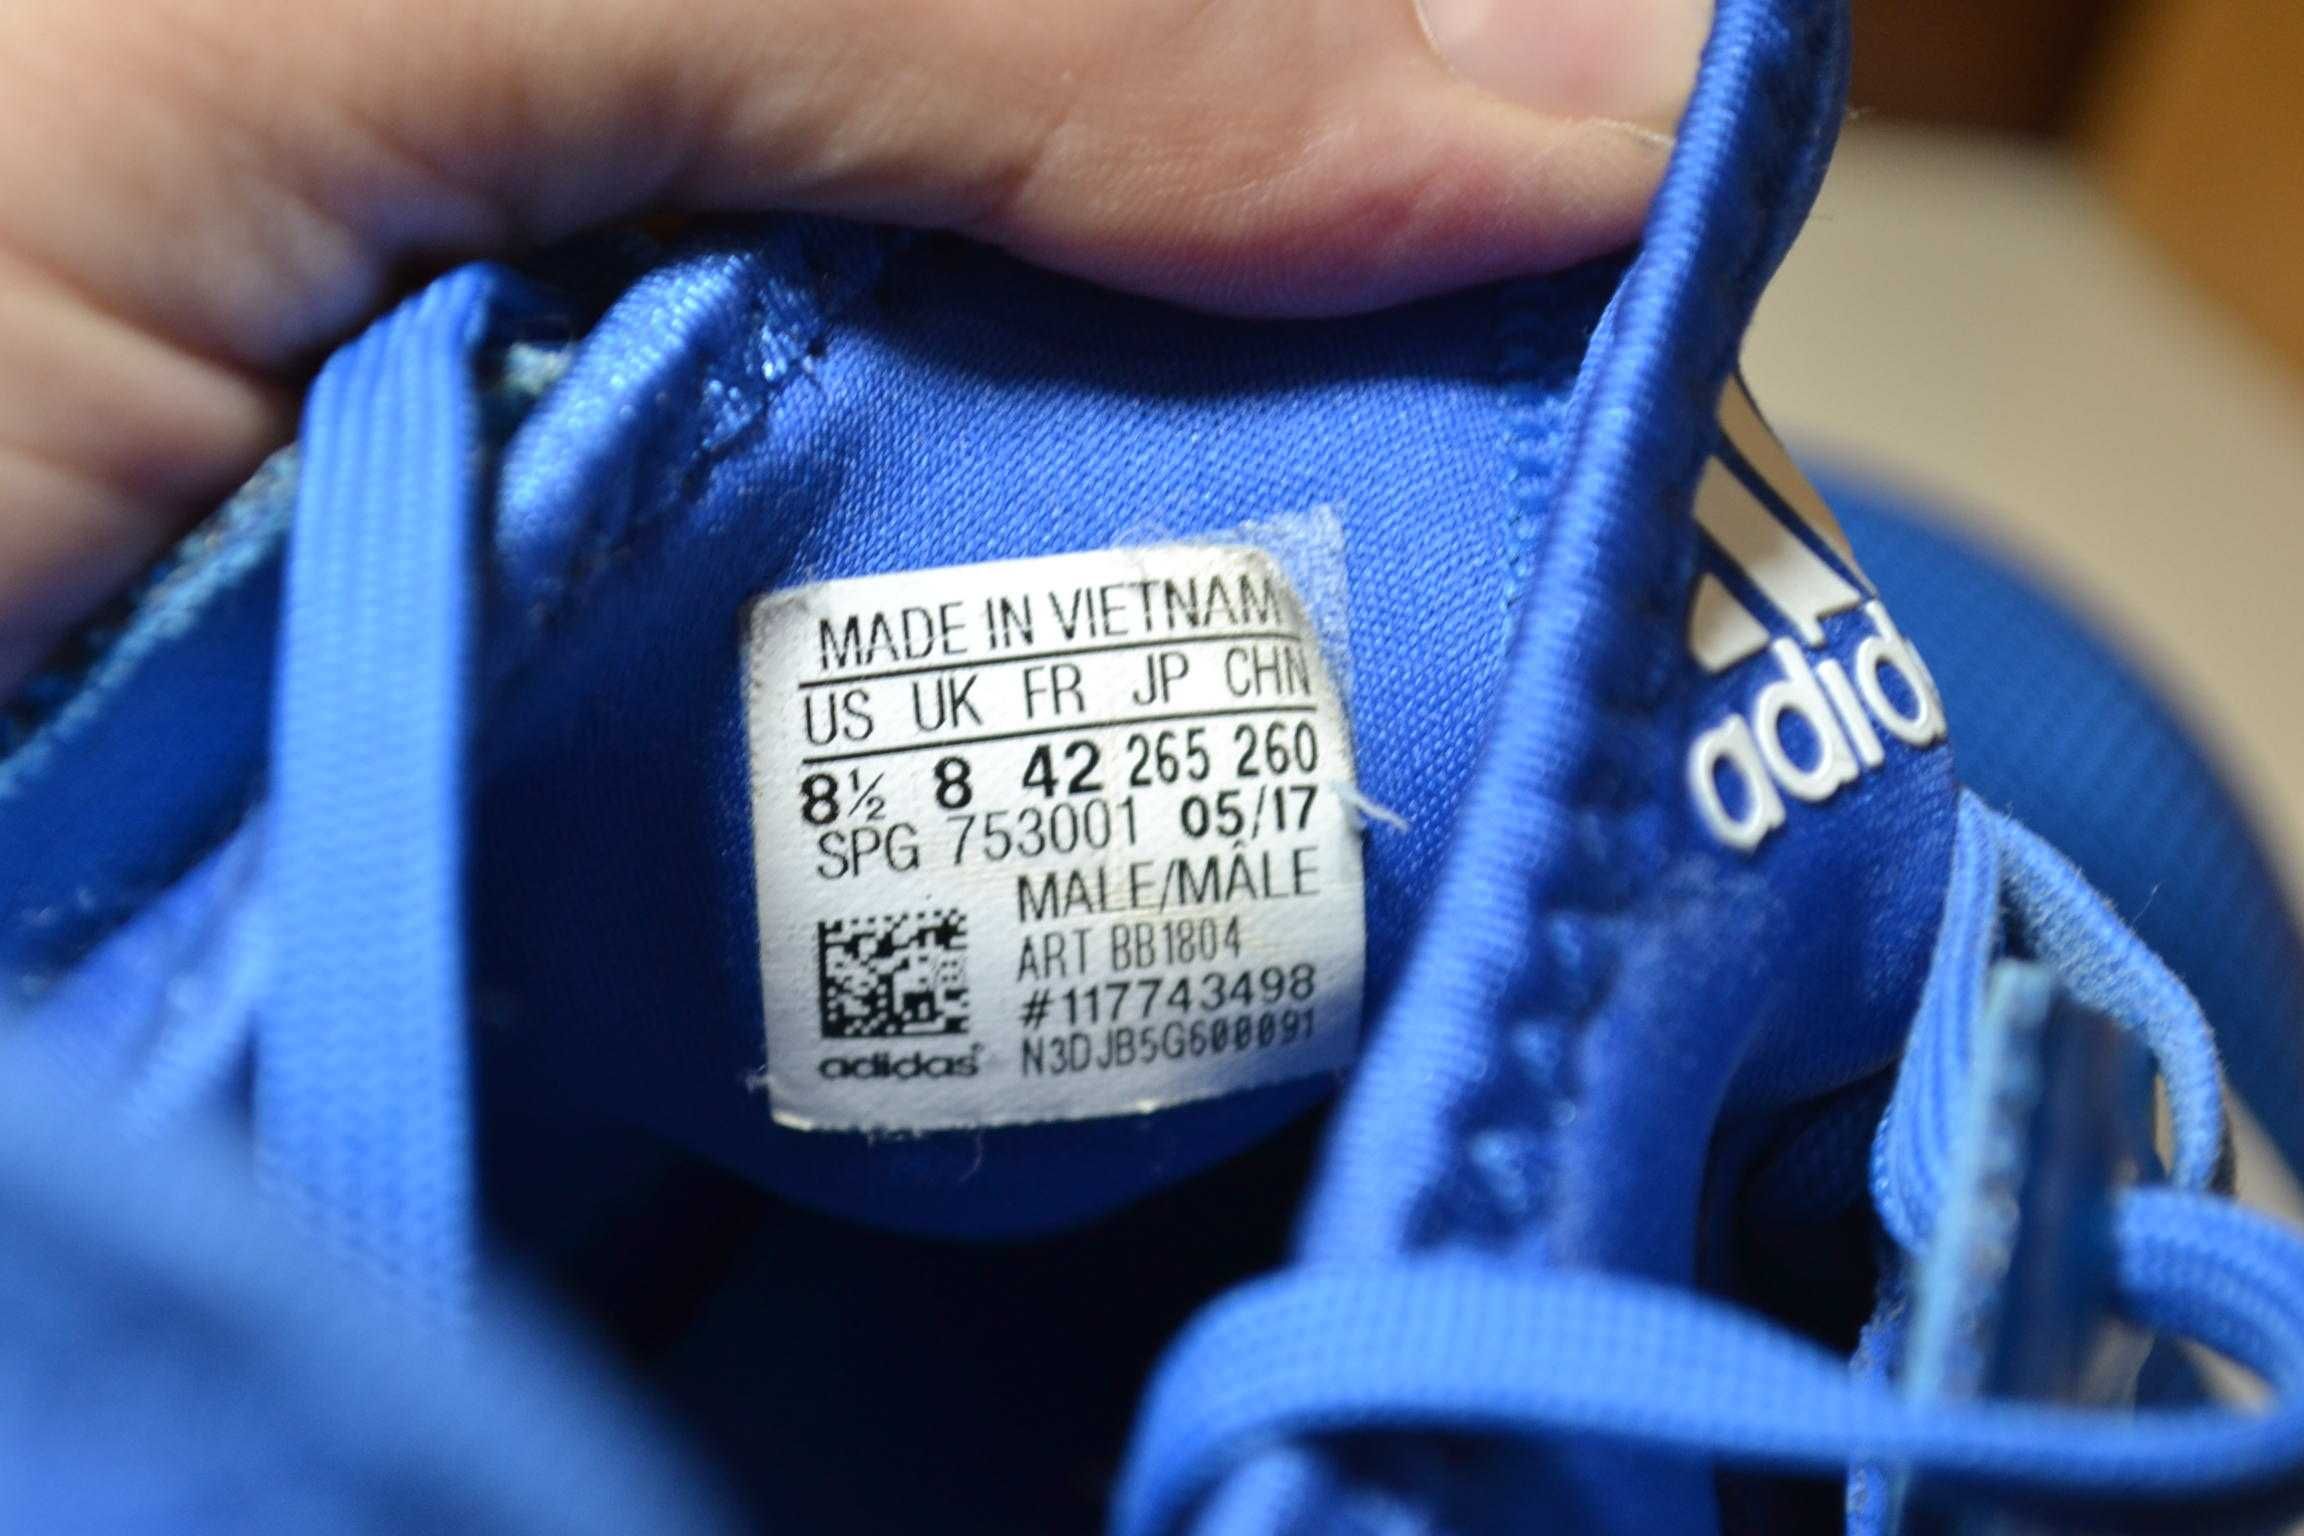 MADE IN VIETNAM
US UK FR JP CHN
8½ 8 42 265 260
SPG 753001 05/17
MALE/MÂLE
ART BB1804
#117743498
N3DJB5G600091
adidas
adid